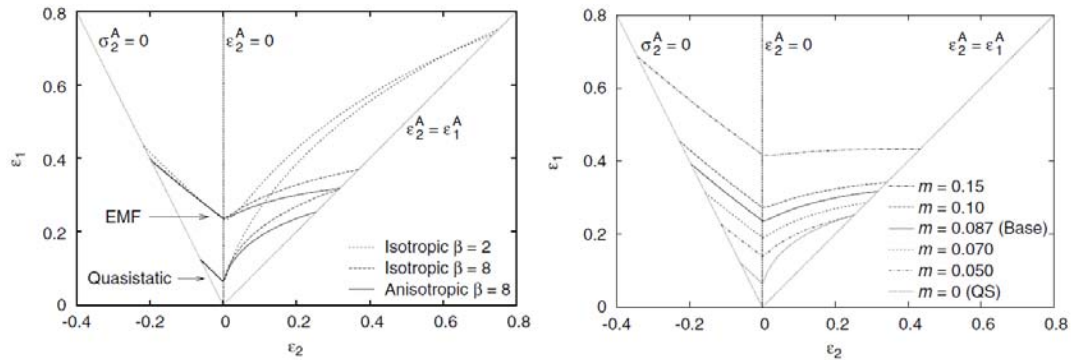 0.8
0.6
0.4
0.2
0
-0.4 -0.2 0 0.2 0.4 0.6 0.8
ε₁
ε₂
σ₂ᴬ = 0
ε₂ᴬ = 0
ε₂ᴬ = ε₁ᴬ
EMF
Quasistatic
Isotropic β = 2
Isotropic β = 8
Anisotropic β = 8
0.8
0.6
0.4
0.2
0
-0.4 -0.2 0 0.2 0.4 0.6 0.8
ε₁
ε₂
σ₂ᴬ = 0
ε₂ᴬ = 0
ε₂ᴬ = ε₁ᴬ
m = 0.15
m = 0.10
m = 0.087 (Base)
m = 0.070
m = 0.050
m = 0 (QS)